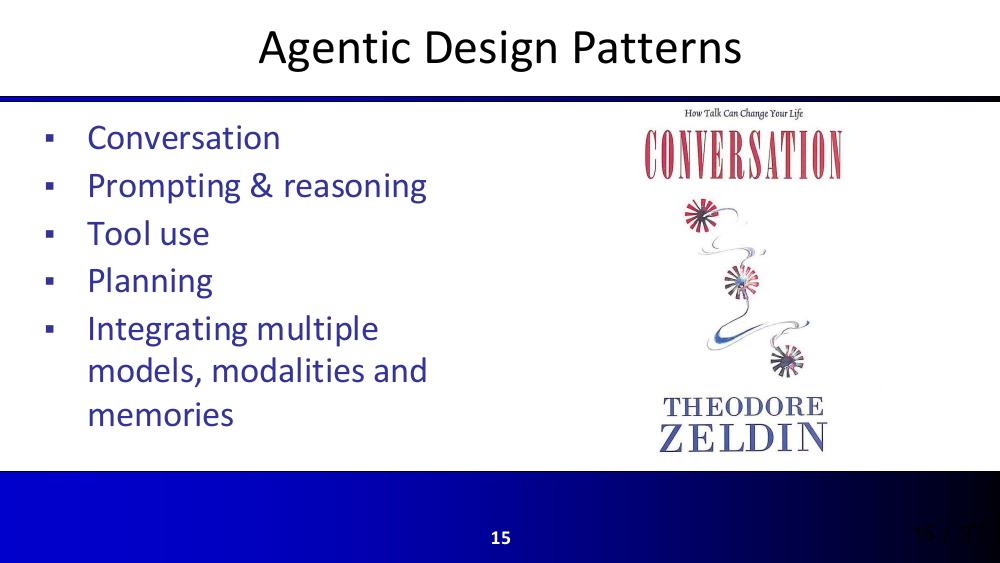 Agentic Design Patterns
▪ Conversation
▪ Prompting & reasoning
▪ Tool use
▪ Planning
▪ Integrating multiple
models, modalities and
memories
How Talk Can Change Your Life
CONVERSATION
THEODORE
ZELDIN
15